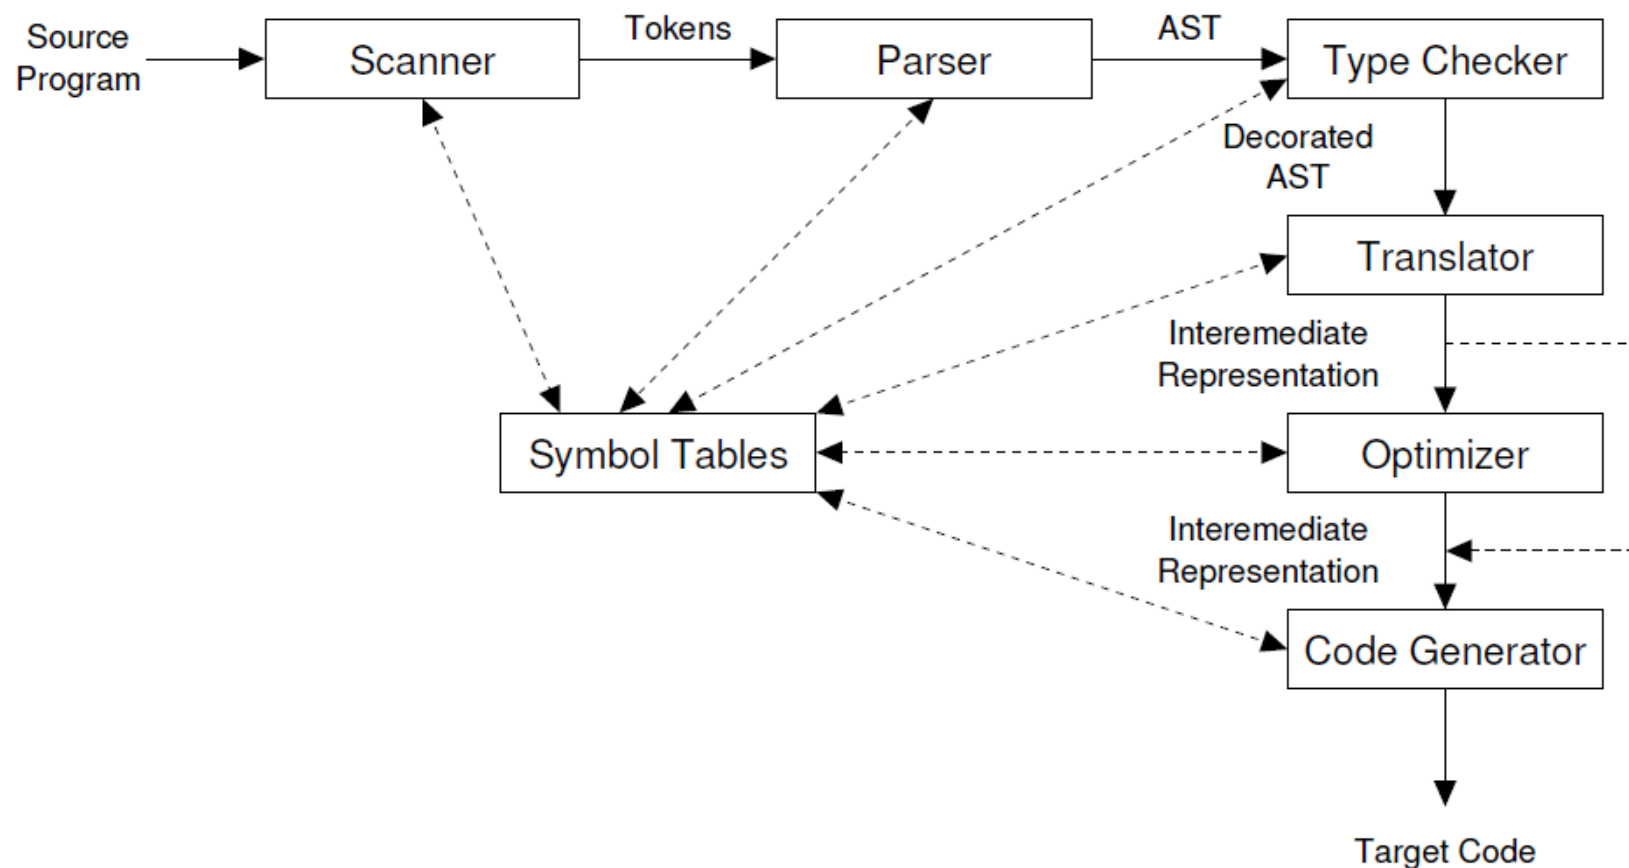 Source
Program
Scanner
Tokens
Parser
AST
Type Checker
Decorated
AST
Translator
Interemediate
Representation
Symbol Tables
Optimizer
Interemediate
Representation
Code Generator
Target Code